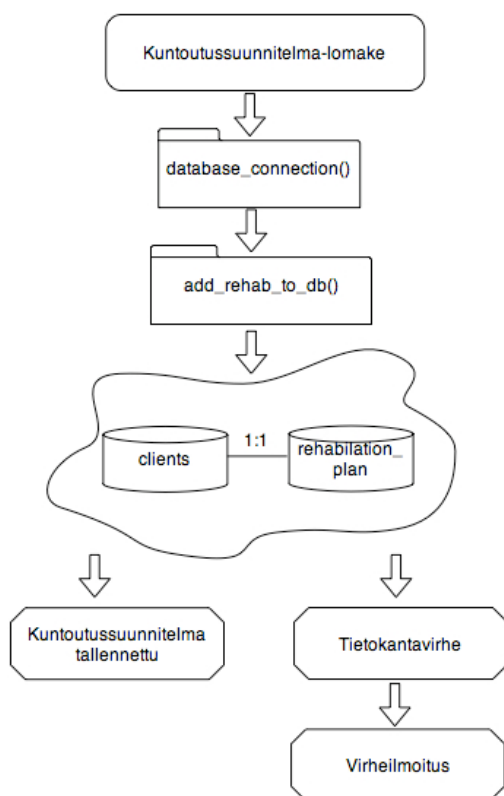 Kuntoutussuunnitelma-lomake
database_connection()
add_rehab_to_db()
clients
1:1
rehabilation_
plan
Kuntoutussuunnitelma
tallennettu
Tietokantavirhe
Virheilmoitus